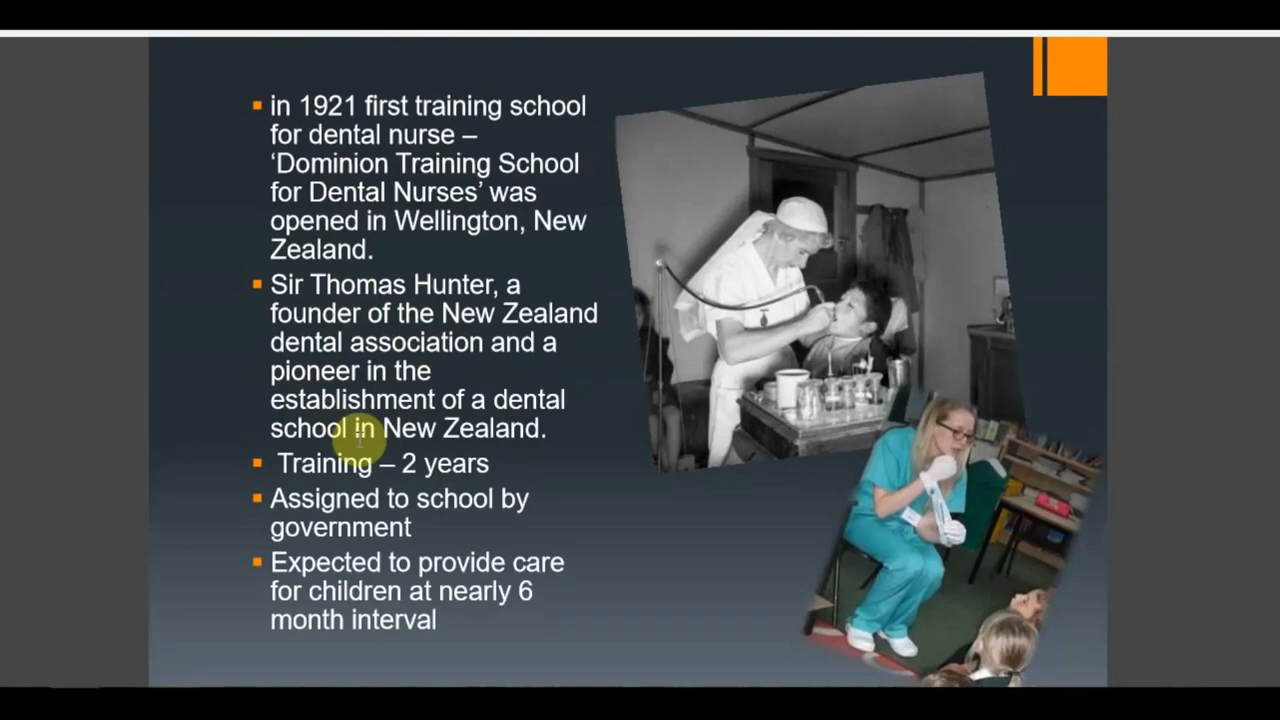 in 1921 first training school
for dental nurse –
‘Dominion Training School
for Dental Nurses’ was
opened in Wellington, New
Zealand.
Sir Thomas Hunter, a
founder of the New Zealand
dental association and a
pioneer in the
establishment of a dental
school in New Zealand.
Training – 2 years
Assigned to school by
government
Expected to provide care
for children at nearly 6
month interval